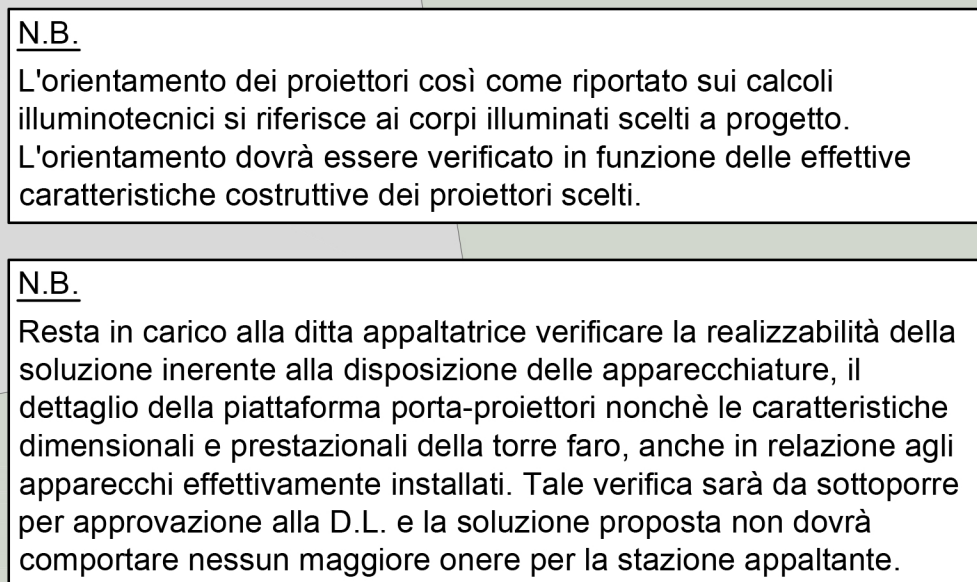 N.B.
L'orientamento dei proiettori così come riportato sui calcoli
illuminotecnici si riferisce ai corpi illuminati scelti a progetto.
L'orientamento dovrà essere verificato in funzione delle effettive
caratteristiche costruttive dei proiettori scelti.
N.B.
Resta in carico alla ditta appaltatrice verificare la realizzabilità della
soluzione inerente alla disposizione delle apparecchiature, il
dettaglio della piattaforma porta-proiettori nonchè le caratteristiche
dimensionali e prestazionali della torre faro, anche in relazione agli
apparecchi effettivamente installati. Tale verifica sarà da sottoporre
per approvazione alla D.L. e la soluzione proposta non dovrà
comportare nessun maggiore onere per la stazione appaltante.